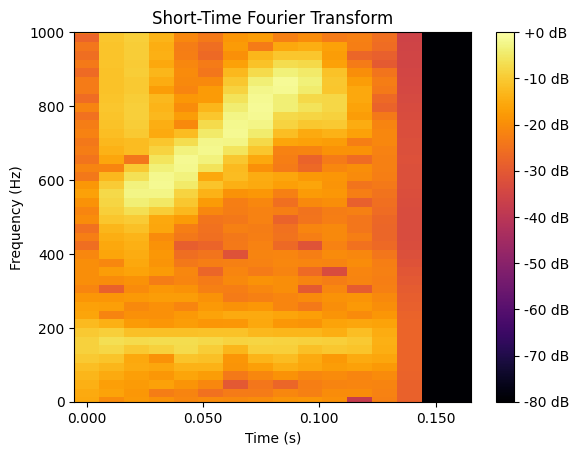 Short-Time Fourier Transform
1000
800
600
400
200
0
Frequency (Hz)
0.000
0.050
0.100
0.150
Time (s)
+0 dB
-10 dB
-20 dB
-30 dB
-40 dB
-50 dB
-60 dB
-70 dB
-80 dB